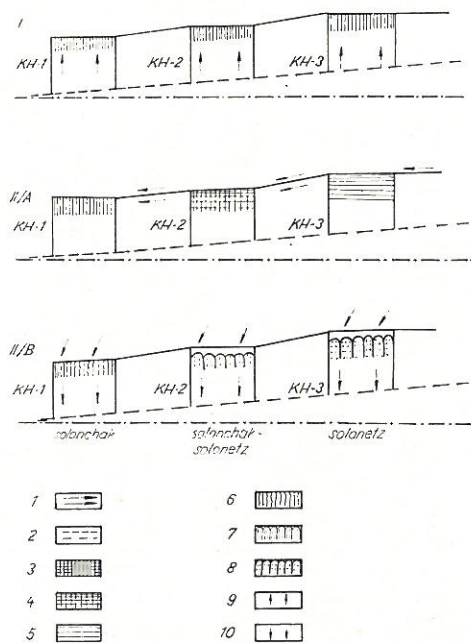 I
KH-1 KH-2 KH-3
II/A
KH-1 KH-2 KH-3
II/B
KH-1 KH-2 KH-3
solonchak solonchak- solonetz
solonetz
1 6
2 7
3 8
4 9
5 10